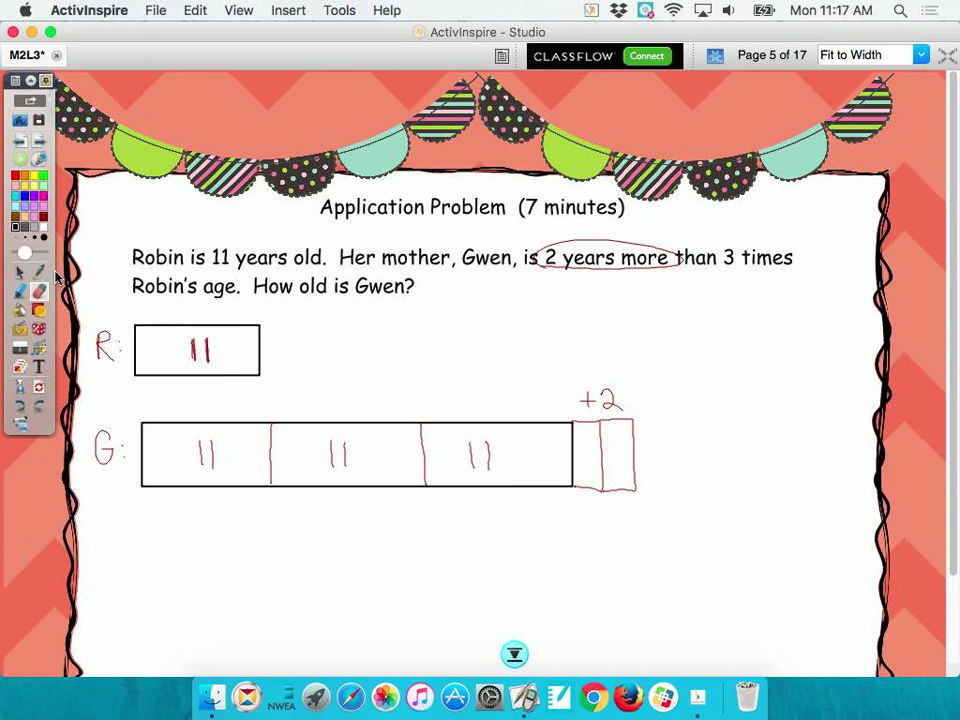 ActivInspire File Edit View Insert Tools Help Mon 11:17 AM
ActivInspire - Studio
M2L3* CLASSFLOW Connect Page 5 of 17 Fit to Width
Application Problem (7 minutes)
Robin is 11 years old. Her mother, Gwen, is 2 years more than 3 times
Robin's age. How old is Gwen?
R: 11
+2
G: 11 11 11
NWEA